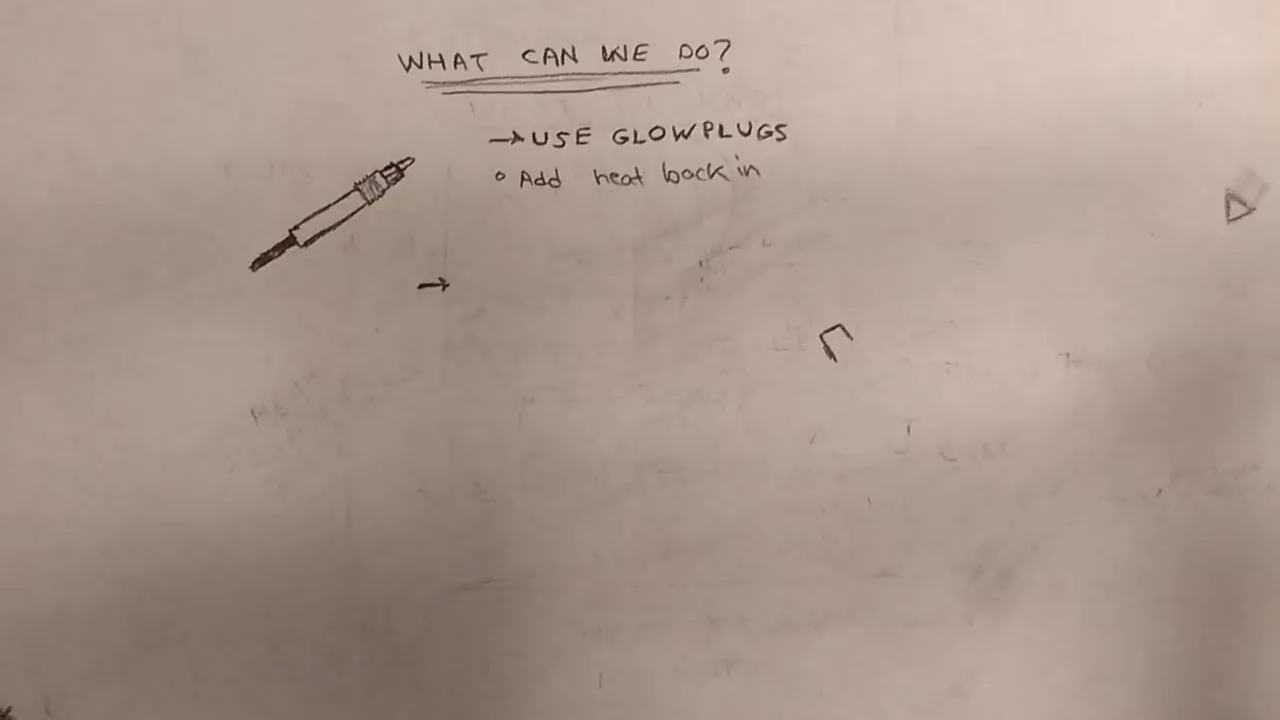 WHAT CAN WE DO?
→ USE GLOWPLUGS
° Add heat back in
→